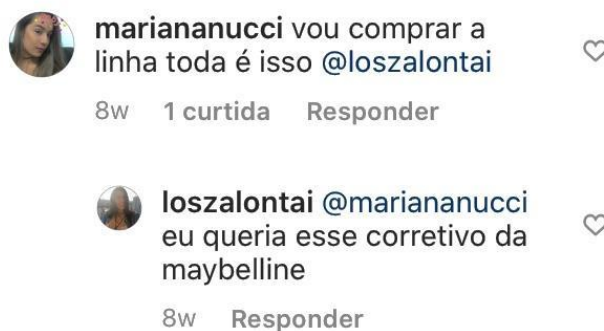 mariananucci vou comprar a
linha toda é isso @loszalontai
8w 1 curtida Responder
loszalontai @mariananucci
eu queria esse corretivo da
maybelline
8w Responder